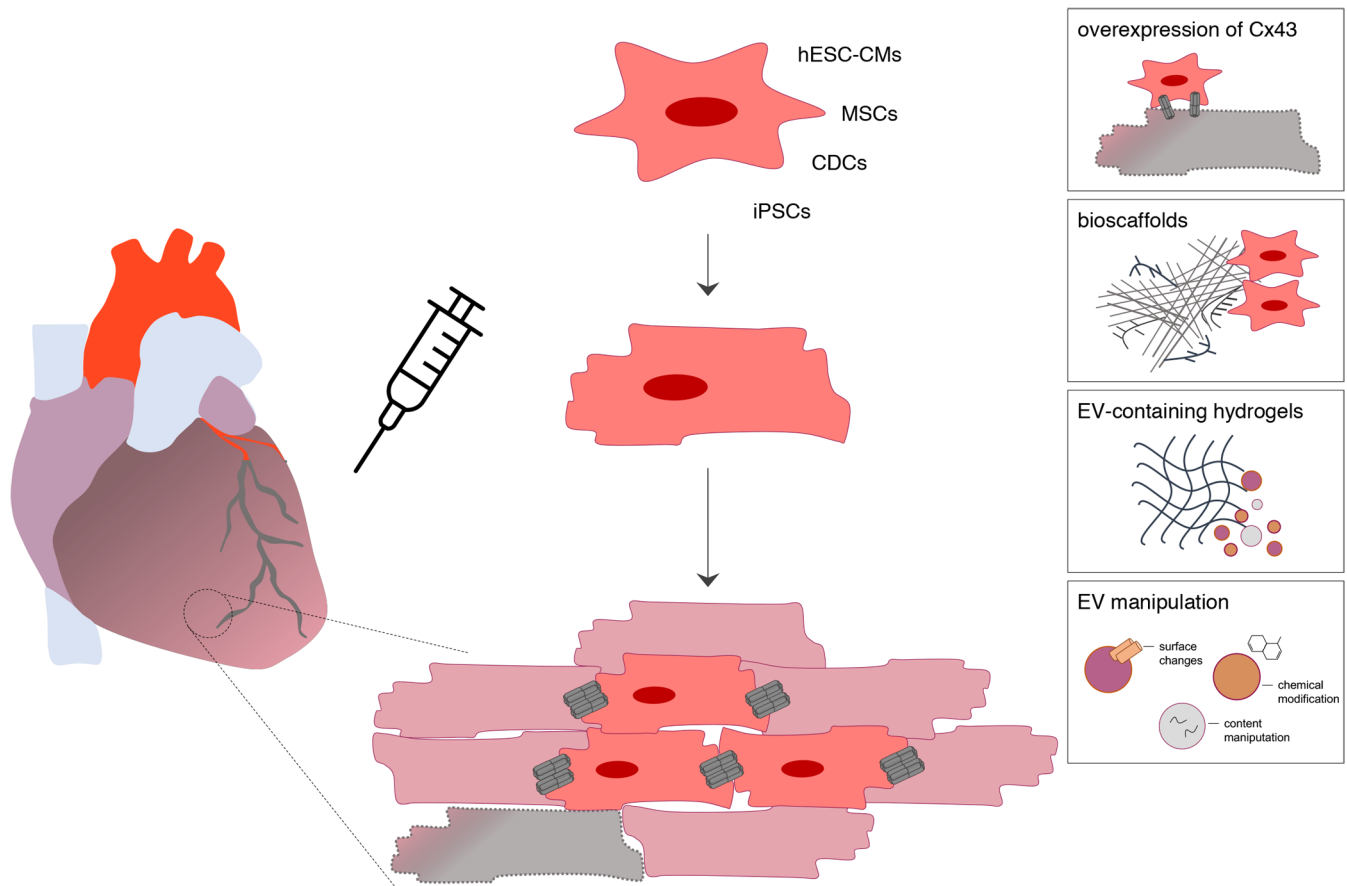 hESC-CMs
MSCs
CDCs
iPSCs
overexpression of Cx43
bioscaffolds
EV-containing hydrogels
EV manipulation
surface
changes
chemical
modification
content
manipulation